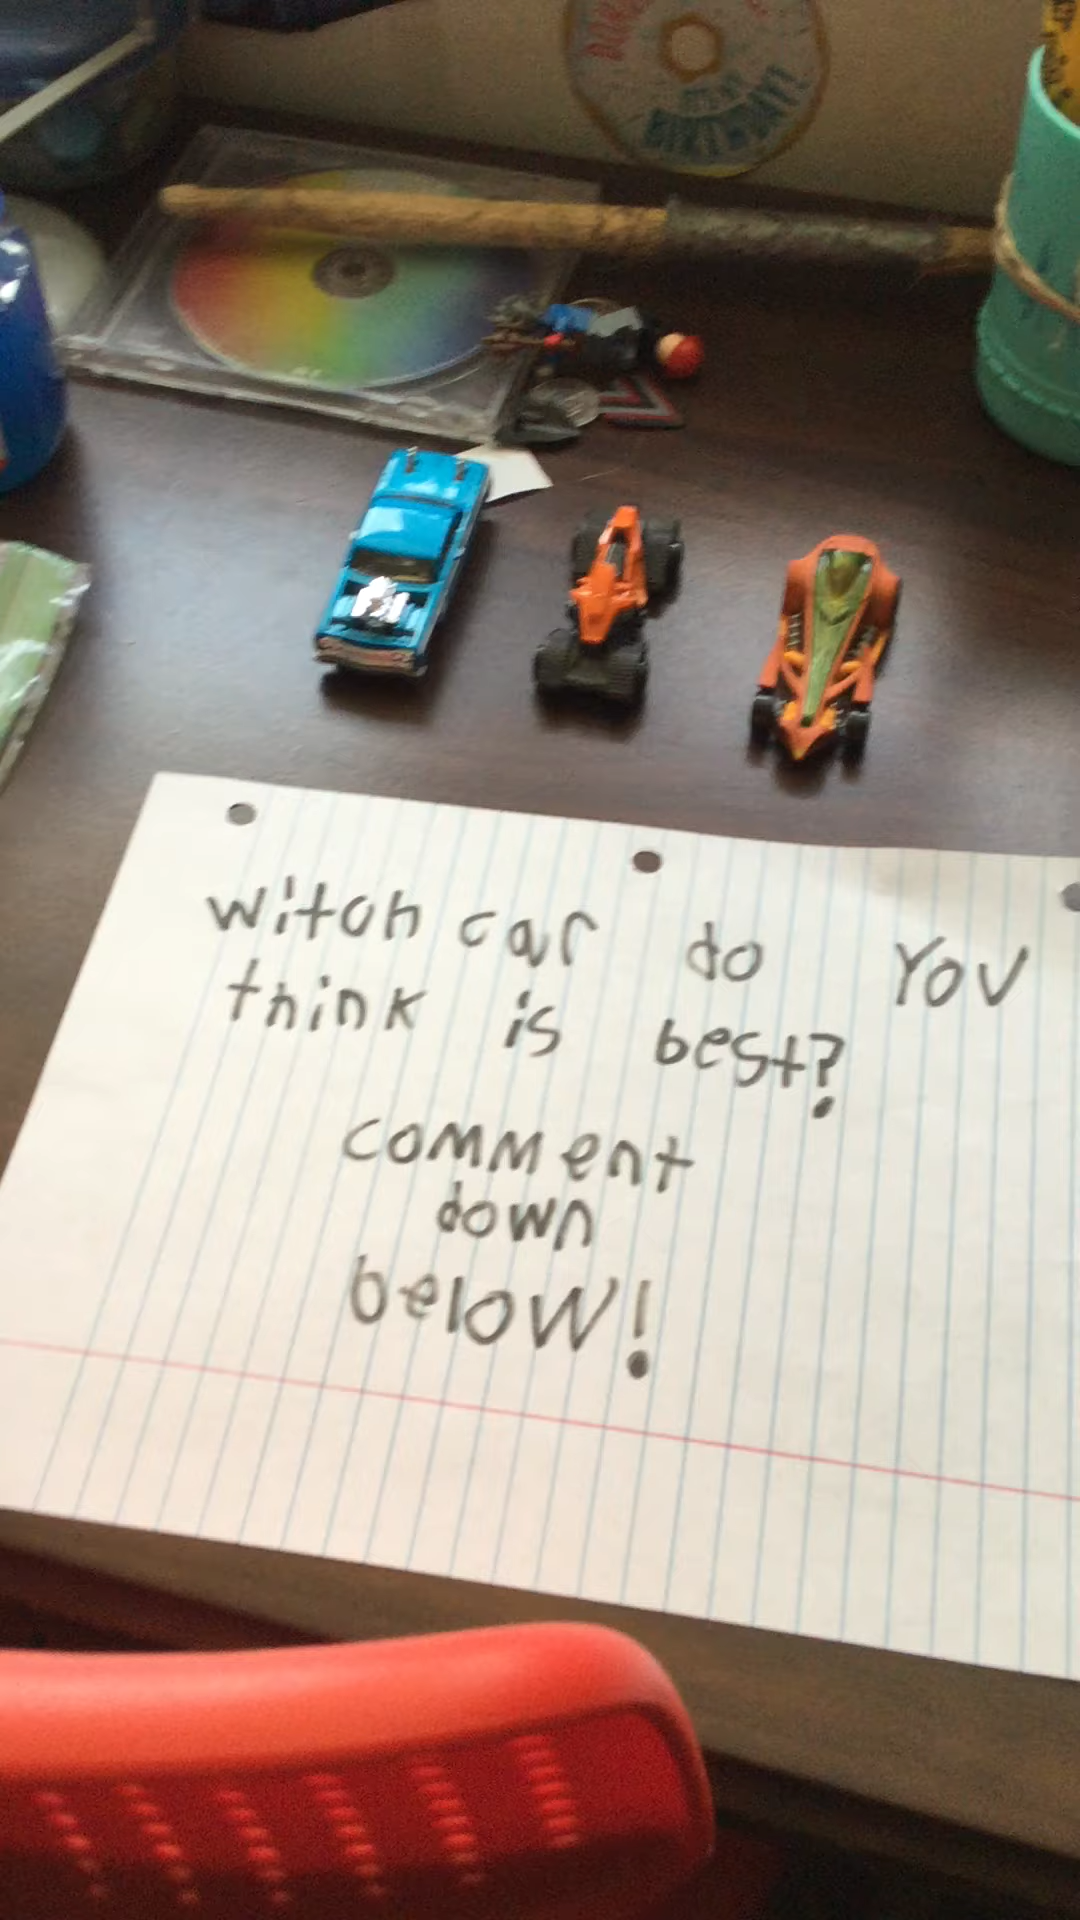 witch car do you
think is best?
comment
down
below!